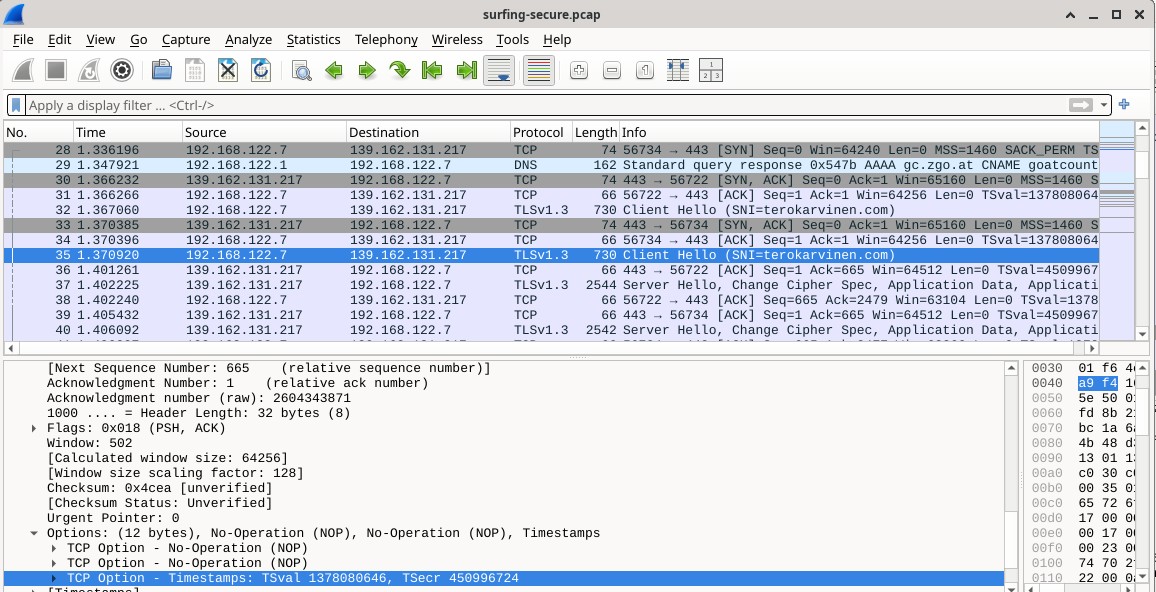 surfing-secure.pcap
File Edit View Go Capture Analyze Statistics Telephony Wireless Tools Help
Apply a display filter … <Ctrl-/>
No. Time Source Destination Protocol Length Info
28 1.336196 192.168.122.7 139.162.131.217 TCP 74 56734 → 443 [SYN] Seq=0 Win=64240 Len=0 MSS=1460 SACK_PERM TS
29 1.347921 192.168.122.1 192.168.122.7 DNS 162 Standard query response 0x547b AAAA gc.zgo.at CNAME goatcount
30 1.366232 139.162.131.217 192.168.122.7 TCP 74 443 → 56722 [SYN, ACK] Seq=0 Ack=1 Win=65160 Len=0 MSS=1460 S
31 1.366266 192.168.122.7 139.162.131.217 TCP 66 56722 → 443 [ACK] Seq=1 Ack=1 Win=64256 Len=0 TSval=137808064
32 1.367060 192.168.122.7 139.162.131.217 TLSv1.3 730 Client Hello (SNI=terokarvinen.com)
33 1.370385 139.162.131.217 192.168.122.7 TCP 74 443 → 56734 [SYN, ACK] Seq=0 Ack=1 Win=65160 Len=0 MSS=1460 S
34 1.370396 192.168.122.7 139.162.131.217 TCP 66 56734 → 443 [ACK] Seq=1 Ack=1 Win=64256 Len=0 TSval=137808064
35 1.370920 192.168.122.7 139.162.131.217 TLSv1.3 730 Client Hello (SNI=terokarvinen.com)
36 1.401261 139.162.131.217 192.168.122.7 TCP 66 443 → 56722 [ACK] Seq=1 Ack=665 Win=64512 Len=0 TSval=4509967
37 1.402225 139.162.131.217 192.168.122.7 TLSv1.3 2544 Server Hello, Change Cipher Spec, Application Data, Applicati
38 1.402240 192.168.122.7 139.162.131.217 TCP 66 56722 → 443 [ACK] Seq=665 Ack=2479 Win=63104 Len=0 TSval=1378
39 1.405432 139.162.131.217 192.168.122.7 TCP 66 443 → 56734 [ACK] Seq=1 Ack=665 Win=64512 Len=0 TSval=4509967
40 1.406092 139.162.131.217 192.168.122.7 TLSv1.3 2542 Server Hello, Change Cipher Spec, Application Data, Applicati
[Next Sequence Number: 665 (relative sequence number)]
Acknowledgment Number: 1 (relative ack number)
Acknowledgment number (raw): 2604343871
1000 .... = Header Length: 32 bytes (8)
Flags: 0x018 (PSH, ACK)
Window: 502
[Calculated window size: 64256]
[Window size scaling factor: 128]
Checksum: 0x4cea [unverified]
[Checksum Status: Unverified]
Urgent Pointer: 0
Options: (12 bytes), No-Operation (NOP), No-Operation (NOP), Timestamps
TCP Option - No-Operation (NOP)
TCP Option - No-Operation (NOP)
TCP Option - Timestamps: TSval 1378080646, TSecr 450996724
[Timestamps]
0030 01 f6
0040 a9 f4
0050 5e 50
0060 fd 8b
0070 bc 1a
0080 4b 48
0090 13 01
00a0 c0 30
00b0 00 35
00c0 65 72
00d0 17 00
00e0 00 17
00f0 00 23
0100 74 70
0110 22 00